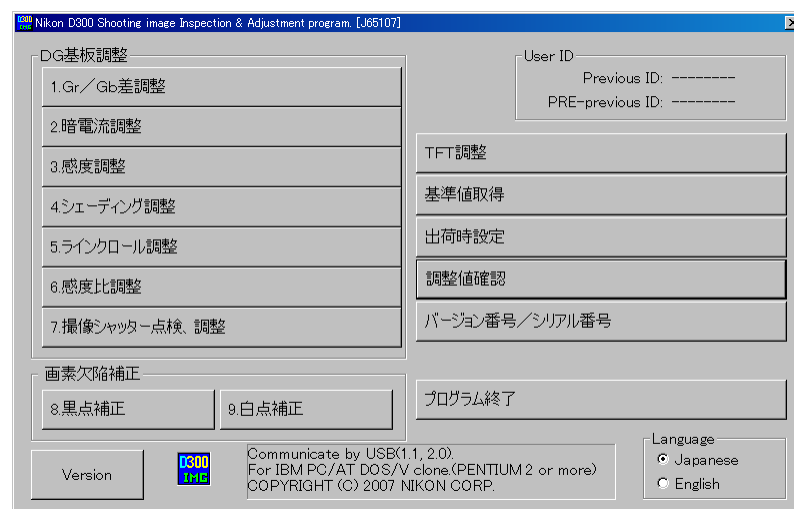 D300 IMG Nikon D300 Shooting image Inspection & Adjustment program. [J65107]
DG基板調整
1.Gr／Gb差調整
2.暗電流調整
3.感度調整
4.シェーディング調整
5.ラインクロール調整
6.感度比調整
7.撮像シャッター点検、調整
画素欠陥補正
8.黒点補正
9.白点補正
User ID
Previous ID: --------
PRE-previous ID: --------
TFT調整
基準値取得
出荷時設定
調整値確認
バージョン番号／シリアル番号
プログラム終了
Version
D300
IMG
Communicate by USB(1.1, 2.0).
For IBM PC/AT DOS/V clone.(PENTIUM 2 or more)
COPYRIGHT (C) 2007 NIKON CORP.
Language
Japanese
English